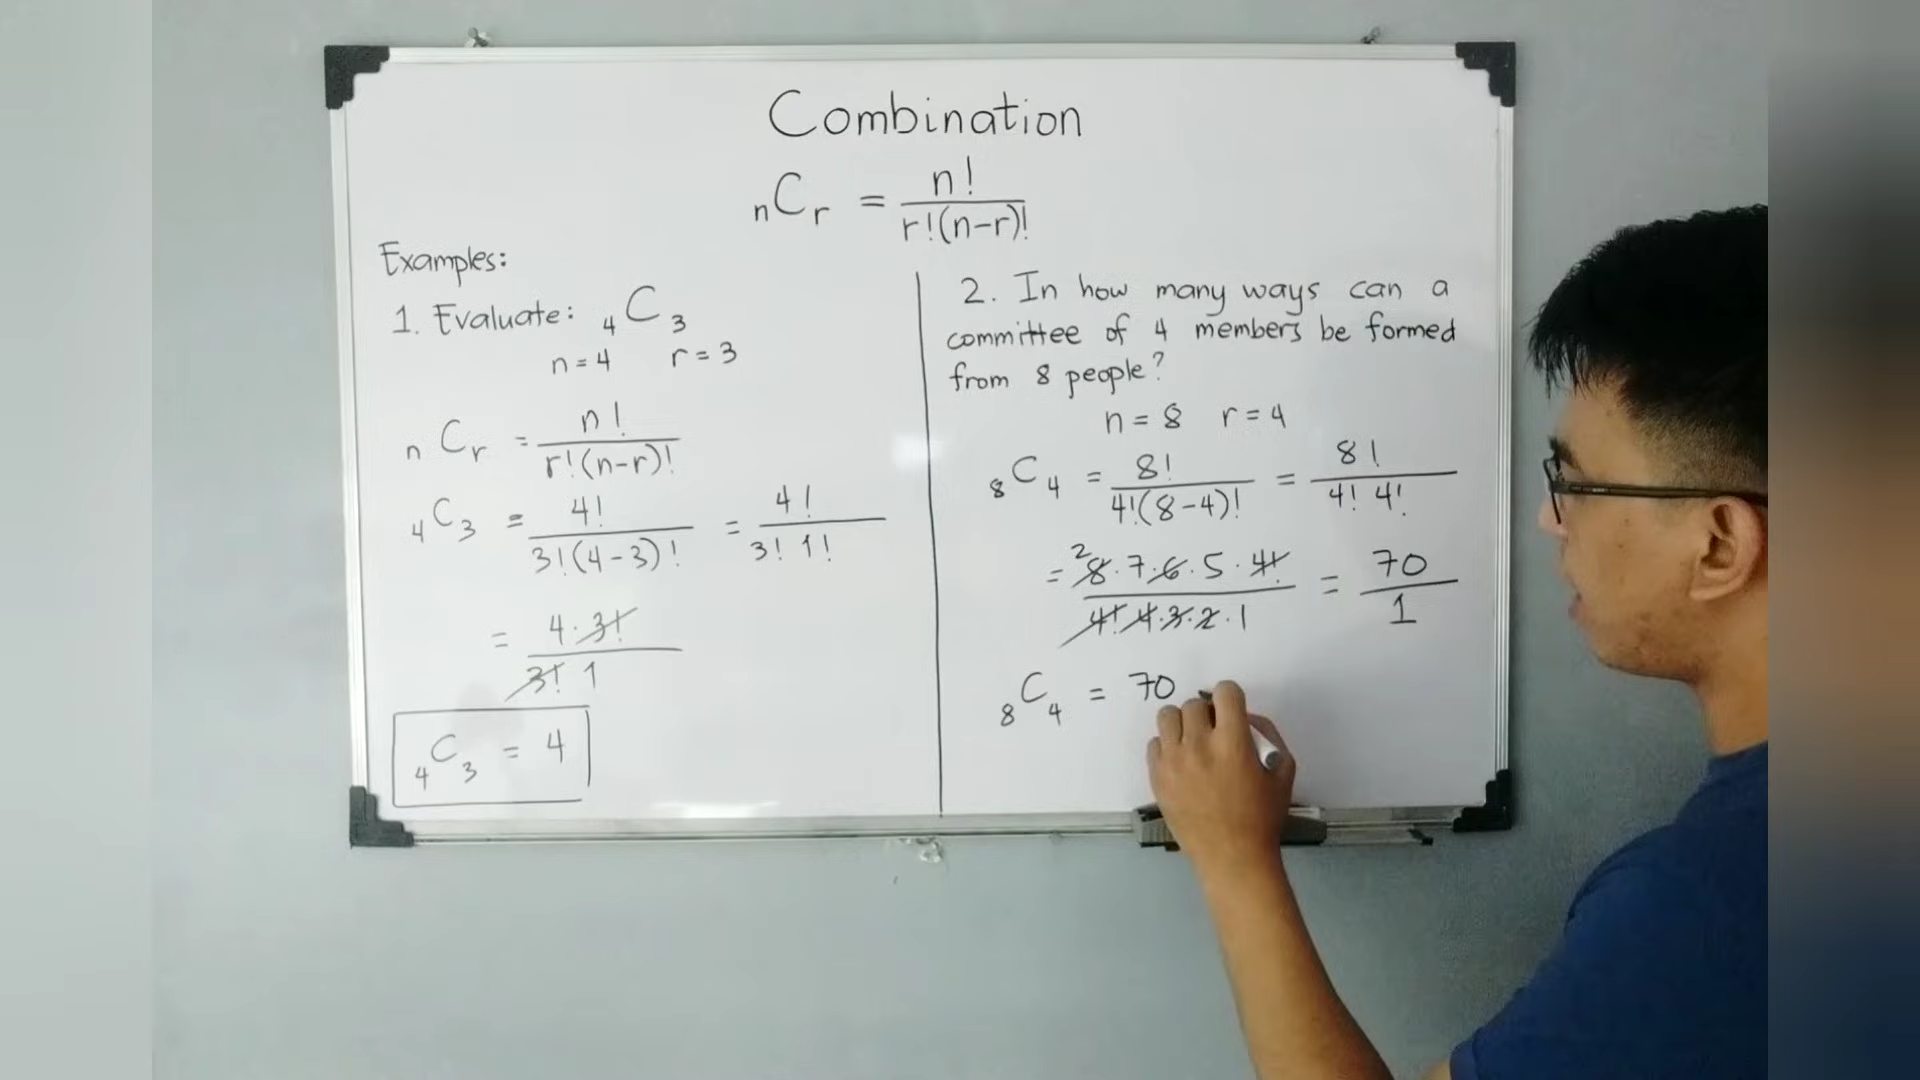 Combination
nCr = n! / r!(n-r)!
Examples:
1. Evaluate: 4C3
n=4 r=3
nCr = n! / r!(n-r)!
4C3 = 4! / 3!(4-3)! = 4! / 3! 1!
= 4·3! / 3! 1
4C3 = 4
2. In how many ways can a
committee of 4 members be formed
from 8 people?
n=8 r=4
8C4 = 8! / 4!(8-4)! = 8! / 4! 4!
= 2 8·7·6·5·4! / 4! 4·3·2·1 = 70 / 1
8C4 = 70